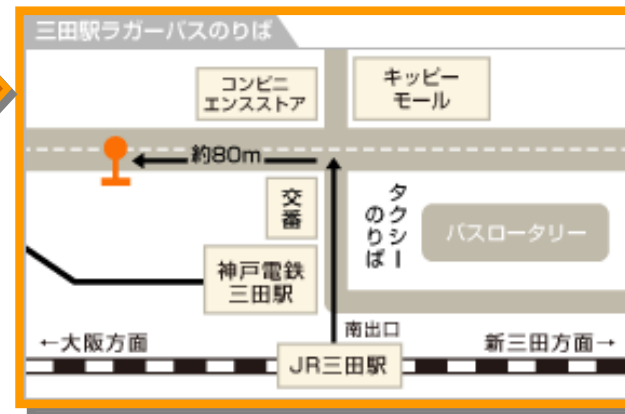 三田駅ラガーバスのりば
コンビニ
エンスストア
キッピー
モール
約80m
交番
タクシー
のりば
バスロータリー
神戸電鉄
三田駅
←大阪方面
南出口
新三田方面→
JR三田駅